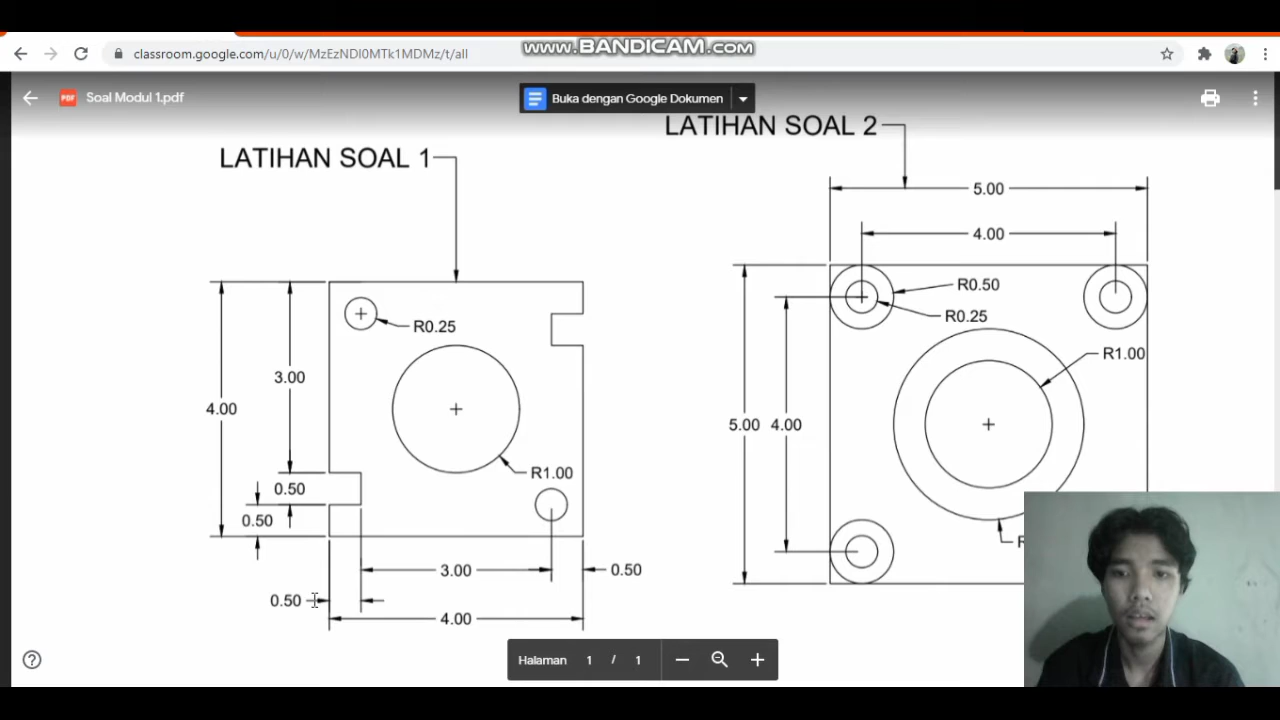 www.BANDICAM.com
classroom.google.com/u/0/w/MzEzNDI0MTk1MDMz/t/all
PDF
Soal Modul 1.pdf
Buka dengan Google Dokumen
LATIHAN SOAL 1
R0.25
3.00
4.00
R1.00
0.50
0.50
3.00
0.50
0.50
4.00
LATIHAN SOAL 2
5.00
4.00
R0.50
R0.25
R1.00
5.00
4.00
R
Halaman 1 / 1